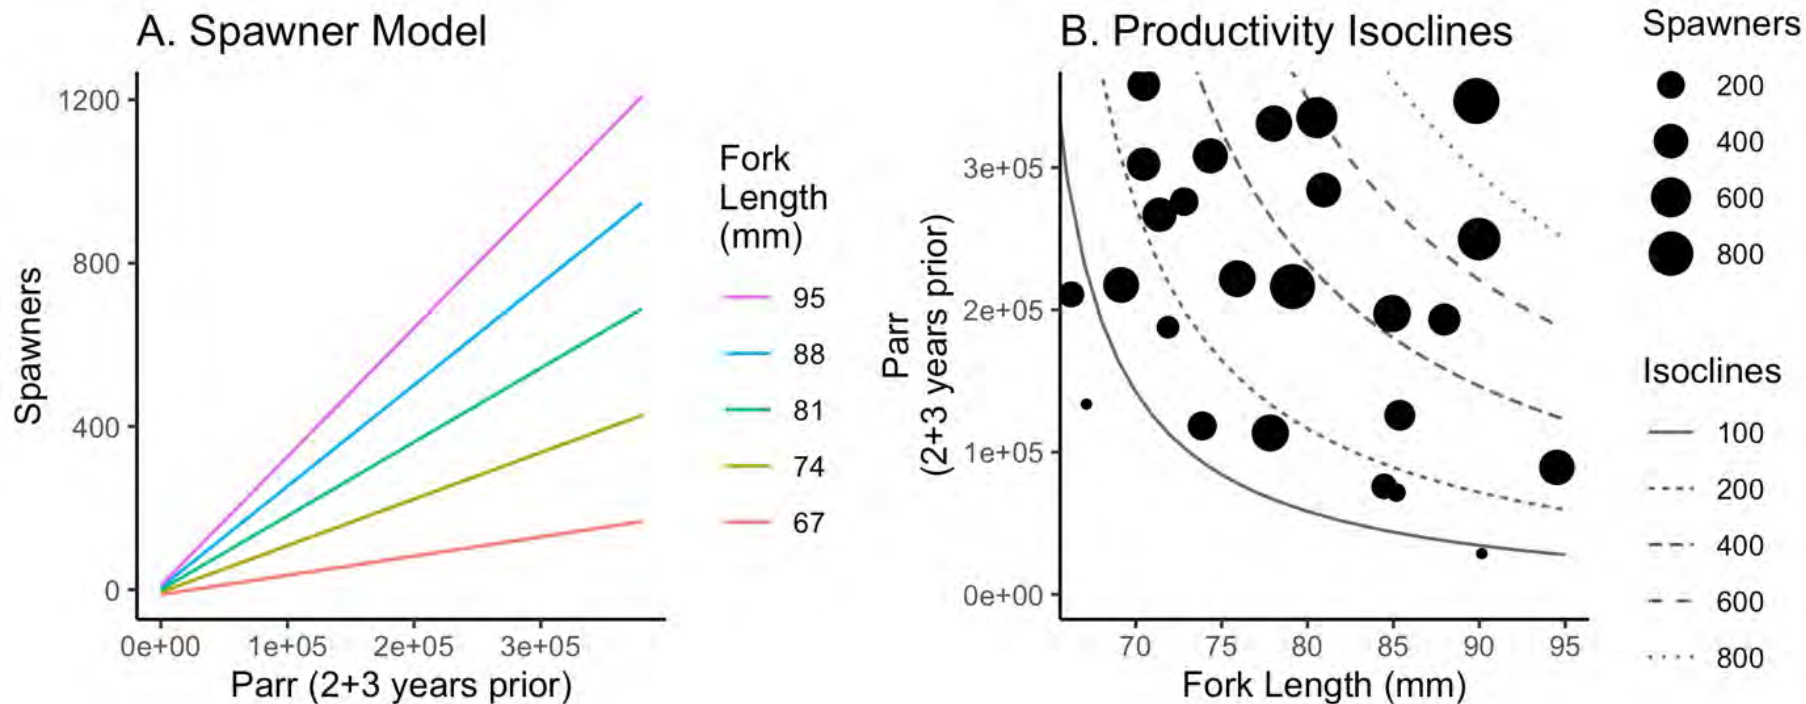 A. Spawner Model
1200
800
400
0
Spawners
0e+00
1e+05
2e+05
3e+05
Parr (2+3 years prior)
Fork
Length
(mm)
95
88
81
74
67
B. Productivity Isoclines
3e+05
2e+05
1e+05
0e+00
Parr
(2+3 years prior)
70
75
80
85
90
95
Fork Length (mm)
Spawners
200
400
600
800
Isoclines
100
200
400
600
800